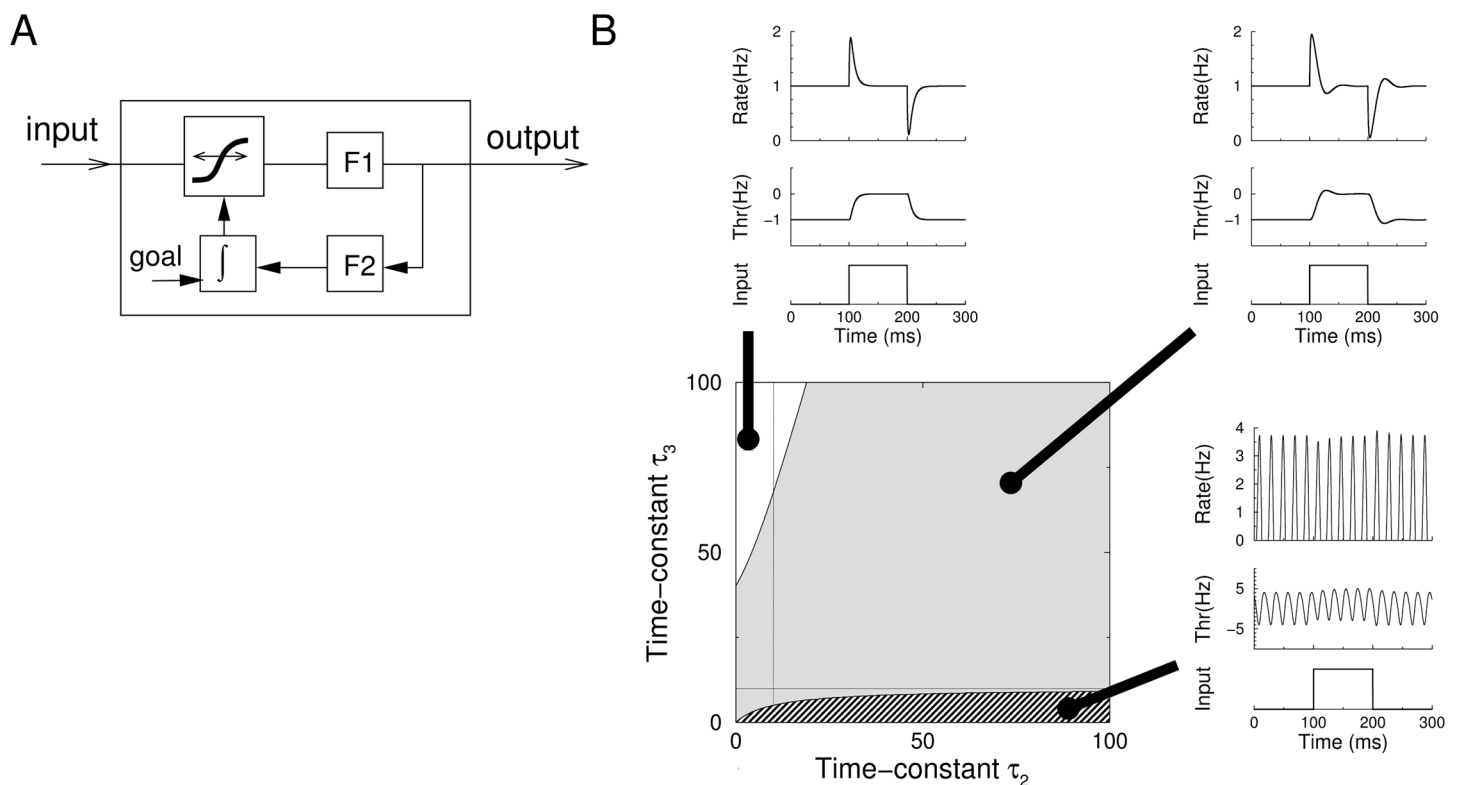 A
input
F1
output
goal
∫
F2
B
Rate(Hz)
2
1
0
Thr(Hz)
0
−1
Input
0 100 200 300
Time (ms)
Rate(Hz)
2
1
0
Thr(Hz)
0
−1
Input
0 100 200 300
Time (ms)
Time−constant τ3
100
50
0
0 50 100
Time−constant τ2
Rate(Hz)
4
3
2
1
0
Thr(Hz)
5
−5
Input
0 100 200 300
Time (ms)